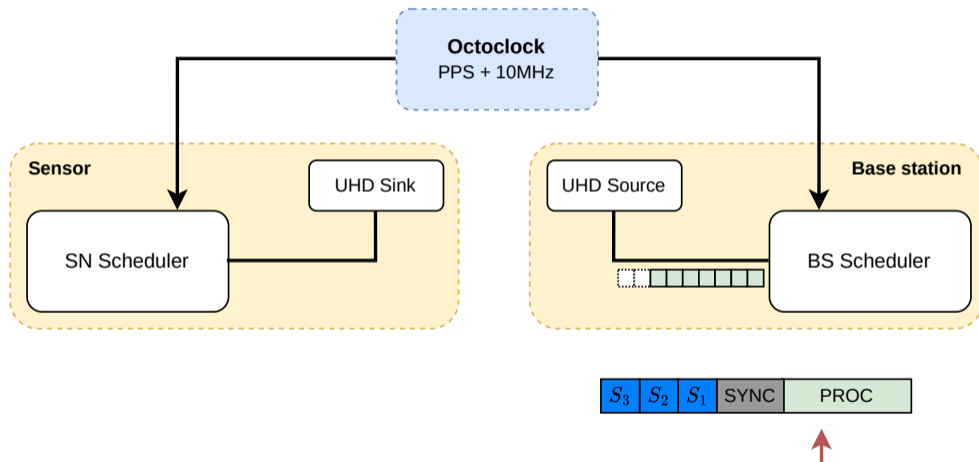 Octoclock
PPS + 10MHz
Sensor
UHD Sink
SN Scheduler
Base station
UHD Source
BS Scheduler
S₃ S₂ S₁ SYNC PROC